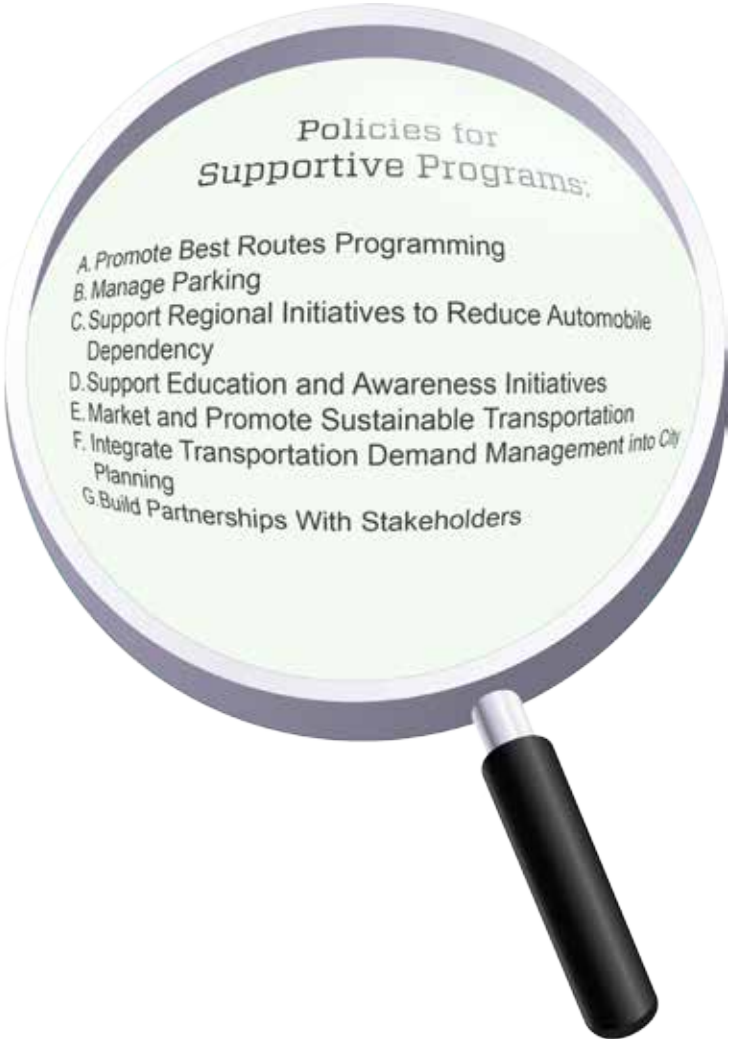 Policies for
Supportive Programs:
A. Promote Best Routes Programming
B. Manage Parking
C. Support Regional Initiatives to Reduce Automobile
Dependency
D. Support Education and Awareness Initiatives
E. Market and Promote Sustainable Transportation
F. Integrate Transportation Demand Management into City
Planning
G. Build Partnerships With Stakeholders